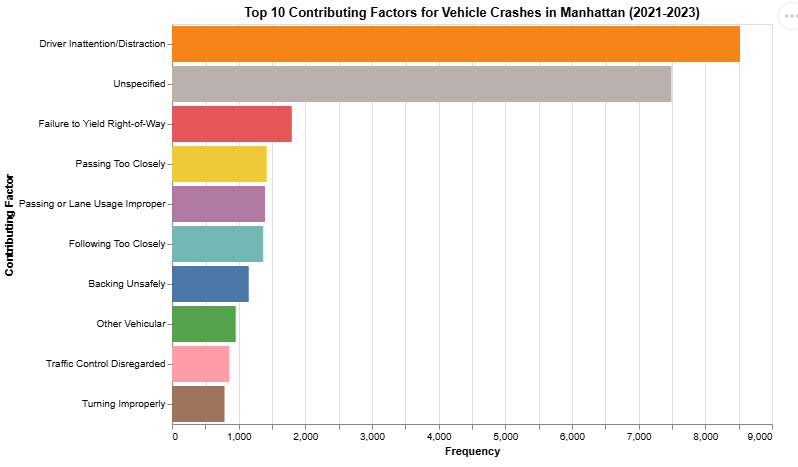 Top 10 Contributing Factors for Vehicle Crashes in Manhattan (2021-2023)
Contributing Factor
Driver Inattention/Distraction
Unspecified
Failure to Yield Right-of-Way
Passing Too Closely
Passing or Lane Usage Improper
Following Too Closely
Backing Unsafely
Other Vehicular
Traffic Control Disregarded
Turning Improperly
0 1,000 2,000 3,000 4,000 5,000 6,000 7,000 8,000 9,000
Frequency